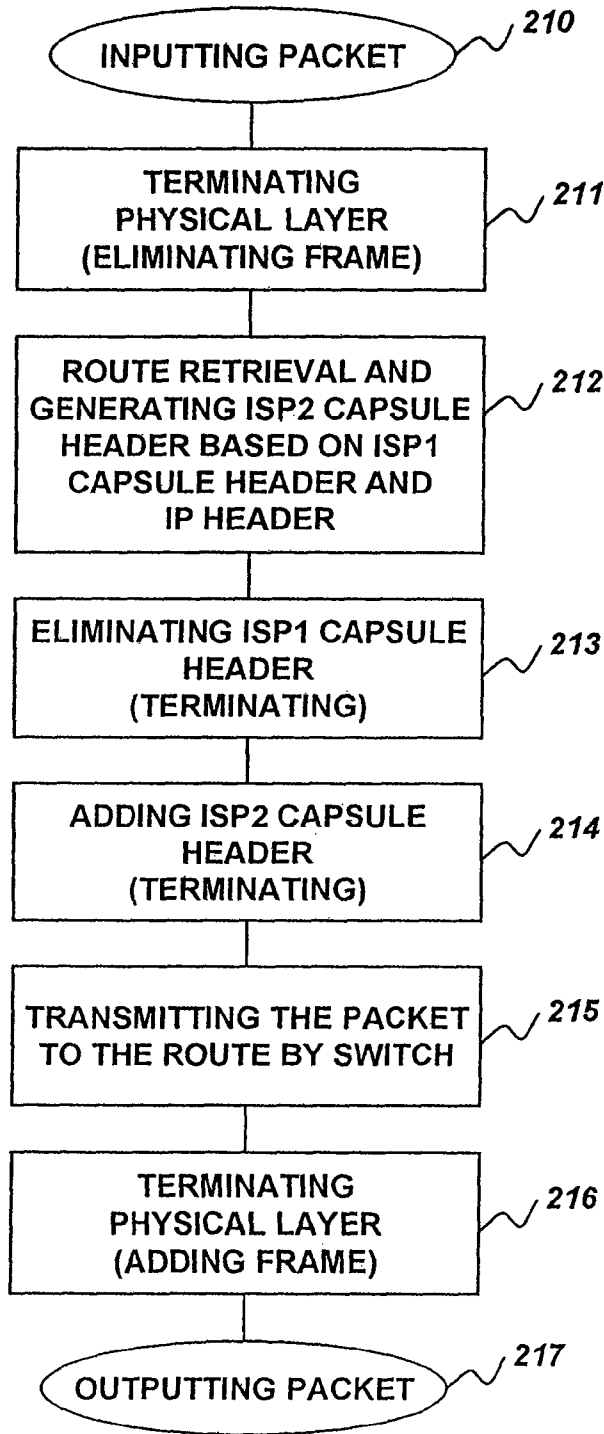 INPUTTING PACKET
210
TERMINATING
PHYSICAL LAYER
(ELIMINATING FRAME)
211
ROUTE RETRIEVAL AND
GENERATING ISP2 CAPSULE
HEADER BASED ON ISP1
CAPSULE HEADER AND
IP HEADER
212
ELIMINATING ISP1 CAPSULE
HEADER
(TERMINATING)
213
ADDING ISP2 CAPSULE
HEADER
(TERMINATING)
214
TRANSMITTING THE PACKET
TO THE ROUTE BY SWITCH
215
TERMINATING
PHYSICAL LAYER
(ADDING FRAME)
216
OUTPUTTING PACKET
217